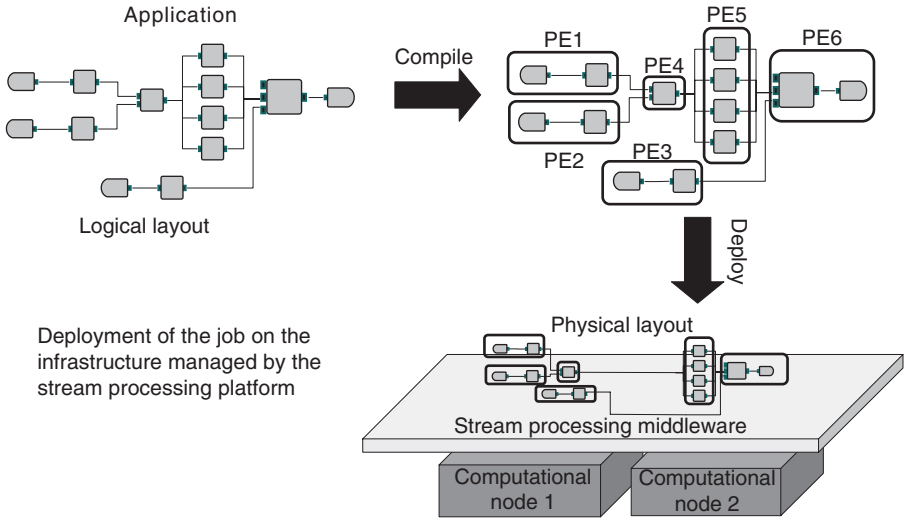 Application
Compile
PE1
PE4
PE5
PE6
PE2
PE3
Logical layout
Deploy
Deployment of the job on the
infrastructure managed by the
stream processing platform
Physical layout
Stream processing middleware
Computational
node 1
Computational
node 2